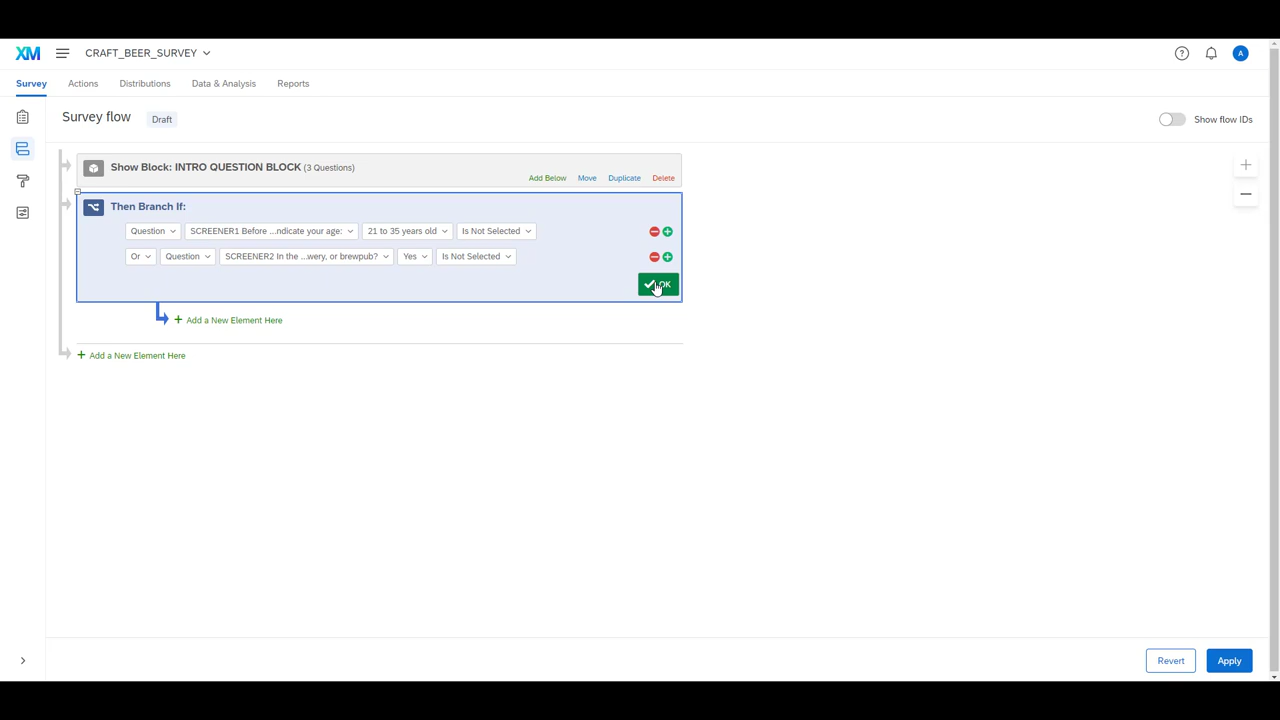 XM CRAFT_BEER_SURVEY A
Survey Actions Distributions Data & Analysis Reports
Survey flow Draft Show flow IDs
Show Block: INTRO QUESTION BLOCK (3 Questions)
Add Below Move Duplicate Delete
Then Branch If:
Question SCREENER1 Before ...ndicate your age: 21 to 35 years old Is Not Selected
Or Question SCREENER2 In the ...wery, or brewpub? Yes Is Not Selected
OK
Add a New Element Here
Add a New Element Here
Revert Apply